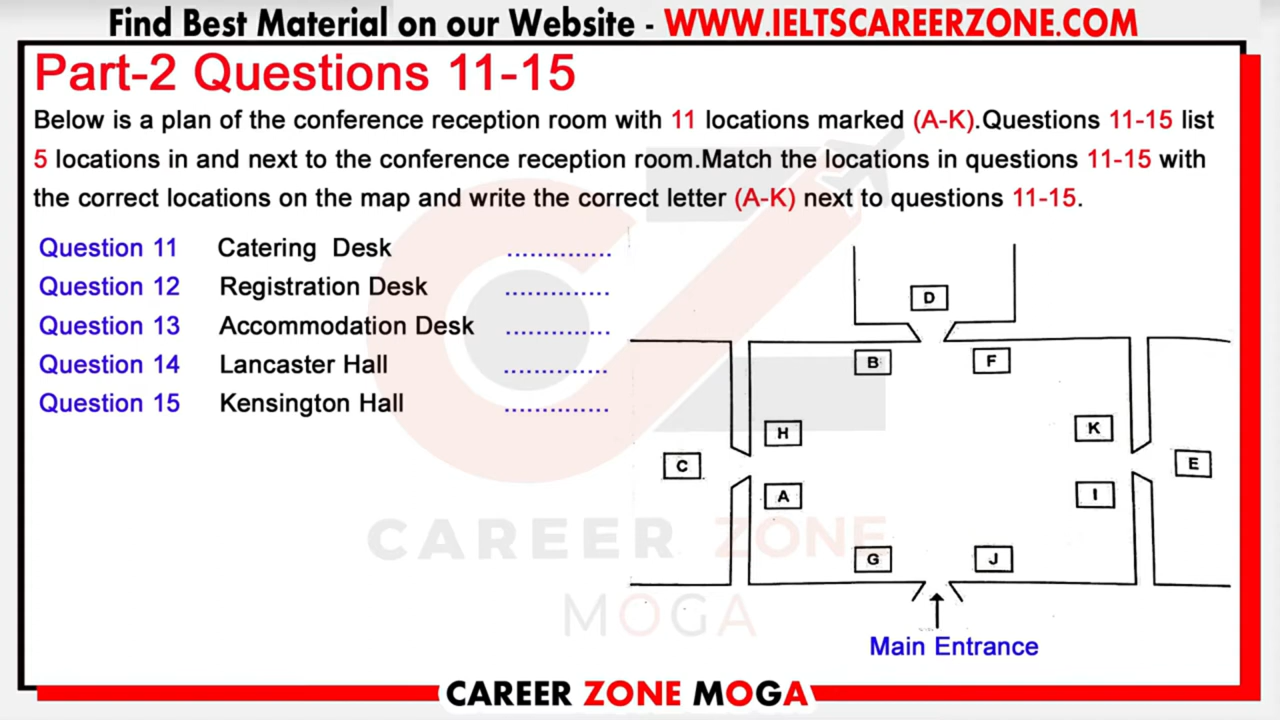 Find Best Material on our Website - WWW.IELTSCAREERZONE.COM
Part-2 Questions 11-15
Below is a plan of the conference reception room with 11 locations marked (A-K).Questions 11-15 list
5 locations in and next to the conference reception room.Match the locations in questions 11-15 with
the correct locations on the map and write the correct letter (A-K) next to questions 11-15.
Question 11 Catering Desk ..............
Question 12 Registration Desk ..............
Question 13 Accommodation Desk ..............
Question 14 Lancaster Hall ..............
Question 15 Kensington Hall ..............
D
B F
H K
C E
A I
G J
Main Entrance
CAREER ZONE
MOGA
CAREER ZONE MOGA